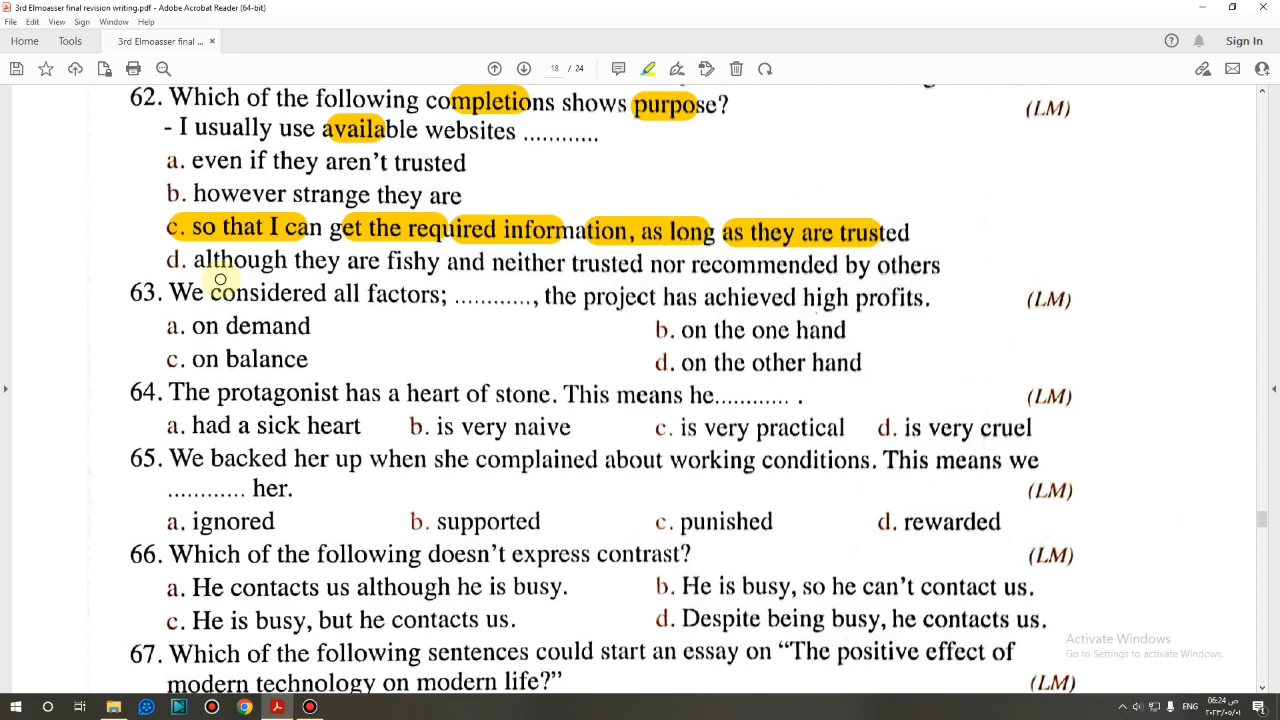 3rd Elmoasser final revision writing.pdf - Adobe Acrobat Reader (64-bit)
File Edit View Sign Window Help
Home Tools 3rd Elmoasser final ... × Sign In
18 / 24
62. Which of the following completions shows purpose? (LM)
- I usually use available websites ............
a. even if they aren't trusted
b. however strange they are
c. so that I can get the required information, as long as they are trusted
d. although they are fishy and neither trusted nor recommended by others
63. We considered all factors; ............, the project has achieved high profits. (LM)
a. on demand b. on the one hand
c. on balance d. on the other hand
64. The protagonist has a heart of stone. This means he............ . (LM)
a. had a sick heart b. is very naive c. is very practical d. is very cruel
65. We backed her up when she complained about working conditions. This means we
............ her. (LM)
a. ignored b. supported c. punished d. rewarded
66. Which of the following doesn't express contrast? (LM)
a. He contacts us although he is busy. b. He is busy, so he can't contact us.
c. He is busy, but he contacts us. d. Despite being busy, he contacts us.
67. Which of the following sentences could start an essay on “The positive effect of
modern technology on modern life?” (LM)
Activate Windows
Go to Settings to activate Windows.
ENG 06:24 ص
٢٠٢٣/٠٥/٠١